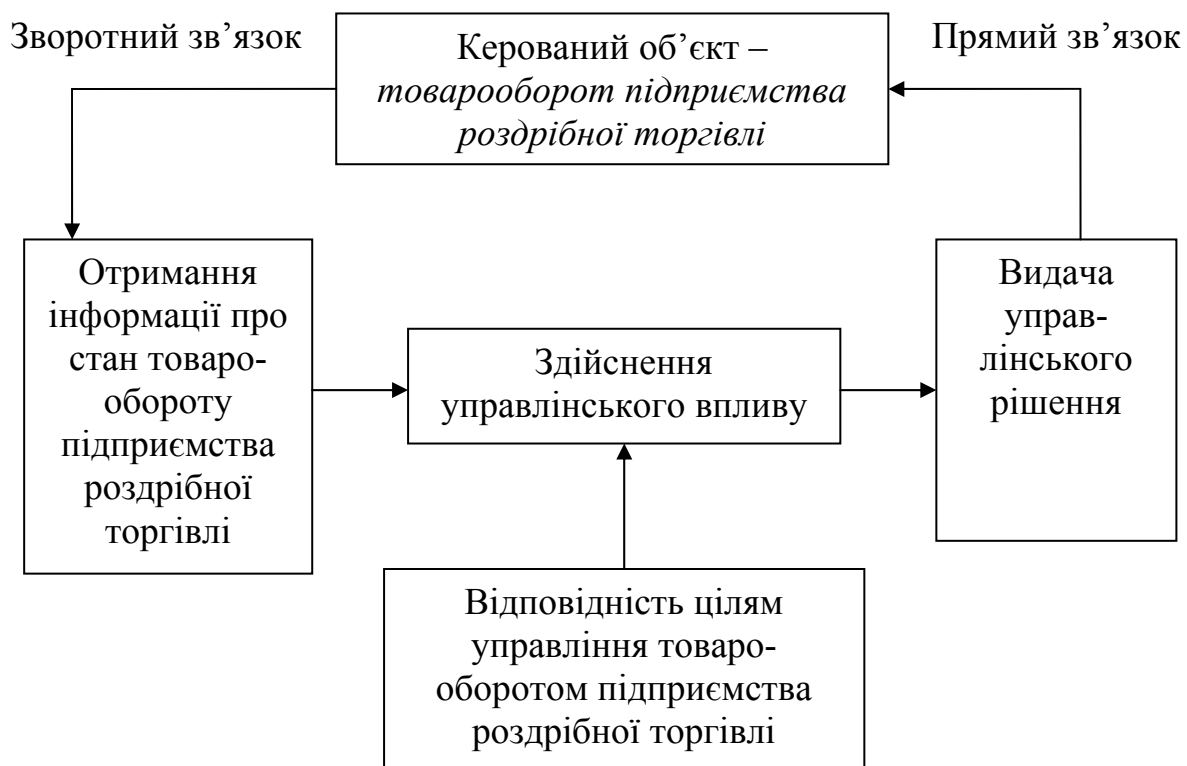 Зворотний зв’язок
Керований об’єкт –
товарооборот підприємства
роздрібної торгівлі
Прямий зв’язок
Отримання
інформації про
стан товаро-
обороту
підприємства
роздрібної
торгівлі
Здійснення
управлінського впливу
Видача
управ-
лінського
рішення
Відповідність цілям
управління товаро-
оборотом підприємства
роздрібної торгівлі